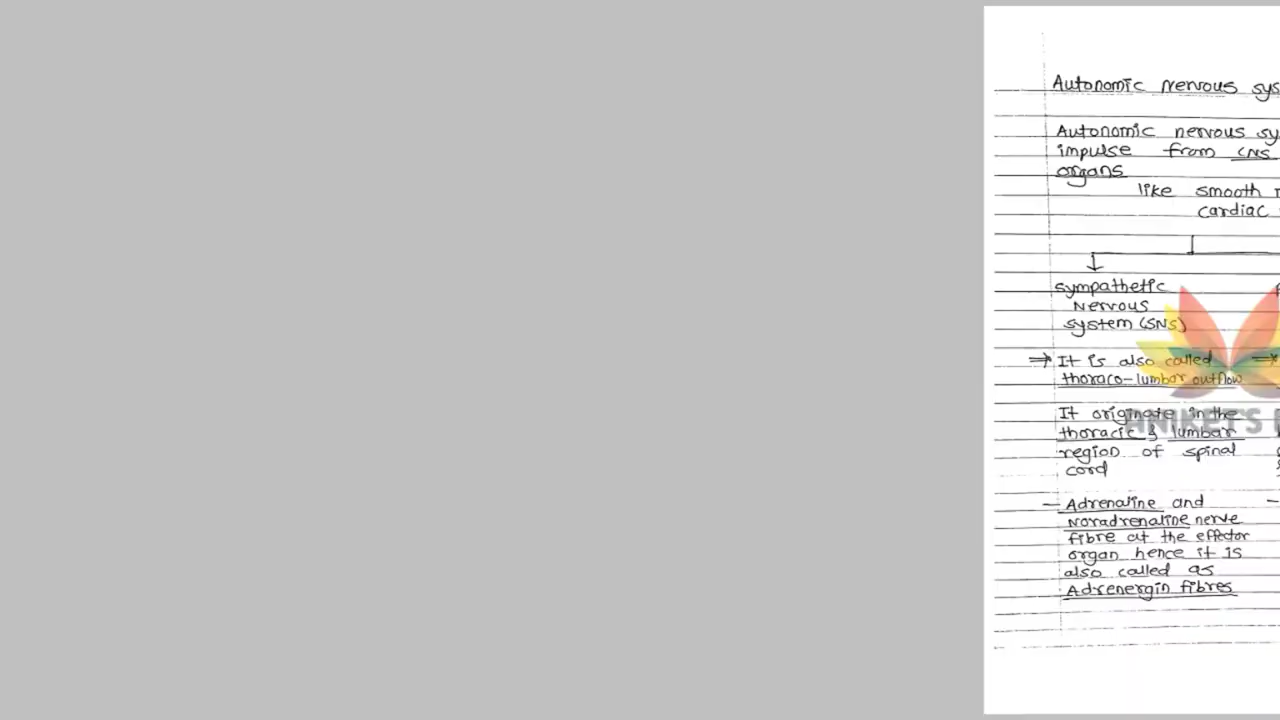 Autonomic nervous sys
Autonomic nervous sy
impulse from CNS
organs
like smooth
cardiac
sympathetic
Nervous
system (SNS)
⇒ It is also called ⇒
thoraco-lumbar outflow
It originate in the
thoracic & lumbar
region of spinal
cord
ANIKET'S
- Adrenaline and -
Noradrenaline nerve
fibre at the effector
organ hence it is
also called as
Adrenergin fibres